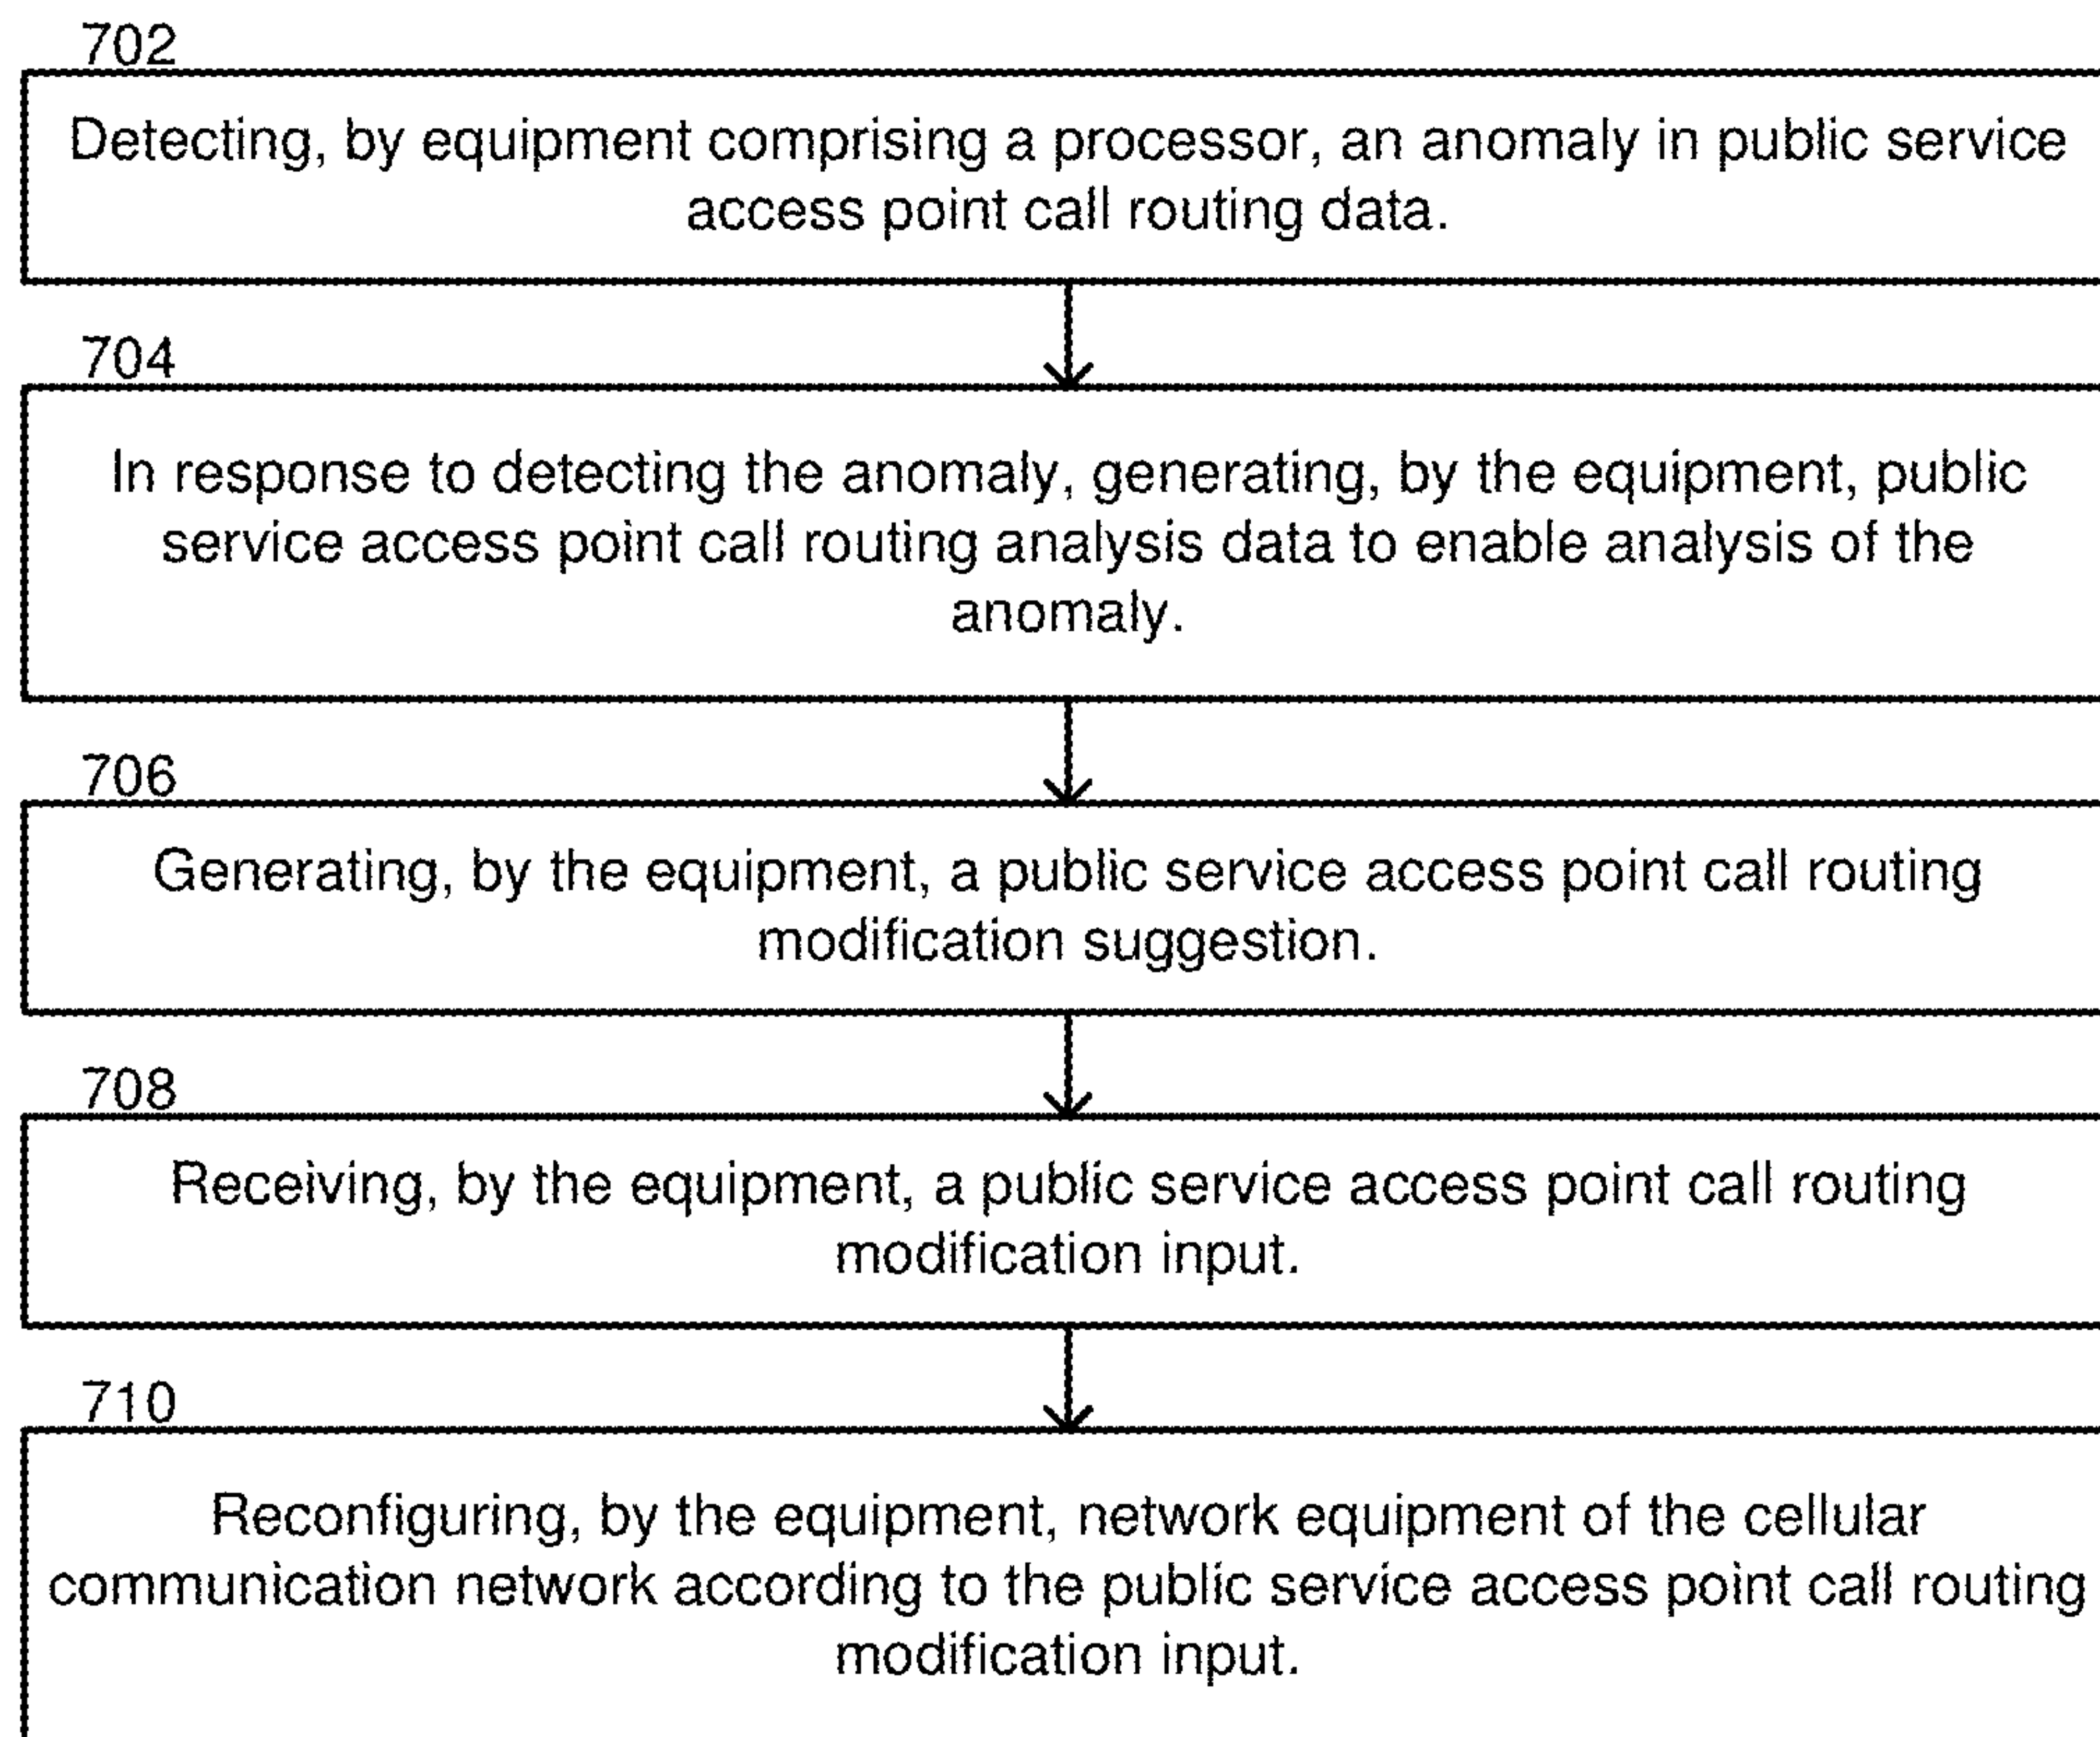 702
Detecting, by equipment comprising a processor, an anomaly in public service
access point call routing data.
704
In response to detecting the anomaly, generating, by the equipment, public
service access point call routing analysis data to enable analysis of the
anomaly.
706
Generating, by the equipment, a public service access point call routing
modification suggestion.
708
Receiving, by the equipment, a public service access point call routing
modification input.
710
Reconfiguring, by the equipment, network equipment of the cellular
communication network according to the public service access point call routing
modification input.